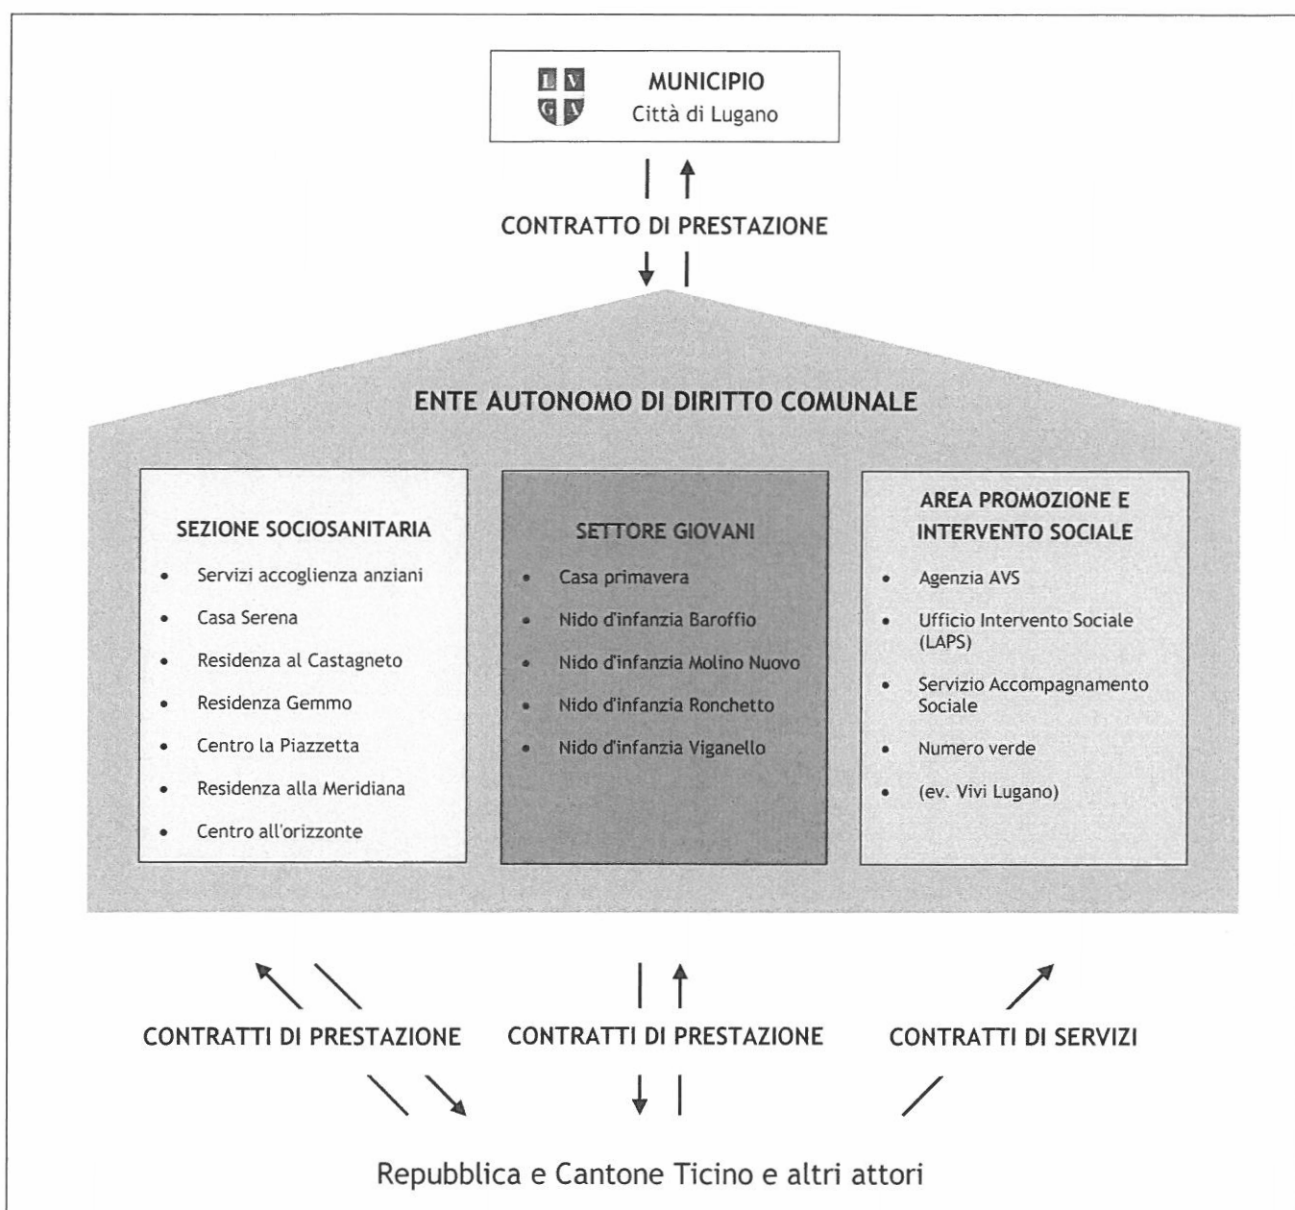 LV
GA
MUNICIPIO
Città di Lugano
CONTRATTO DI PRESTAZIONE
ENTE AUTONOMO DI DIRITTO COMUNALE
SEZIONE SOCIOSANITARIA
• Servizi accoglienza anziani
• Casa Serena
• Residenza al Castagneto
• Residenza Gemmo
• Centro la Piazzetta
• Residenza alla Meridiana
• Centro all'orizzonte
SETTORE GIOVANI
• Casa primavera
• Nido d'infanzia Baroffio
• Nido d'infanzia Molino Nuovo
• Nido d'infanzia Ronchetto
• Nido d'infanzia Viganello
AREA PROMOZIONE E
INTERVENTO SOCIALE
• Agenzia AVS
• Ufficio Intervento Sociale
(LAPS)
• Servizio Accompagnamento
Sociale
• Numero verde
• (ev. Vivi Lugano)
CONTRATTI DI PRESTAZIONE
CONTRATTI DI PRESTAZIONE
CONTRATTI DI SERVIZI
Repubblica e Cantone Ticino e altri attori